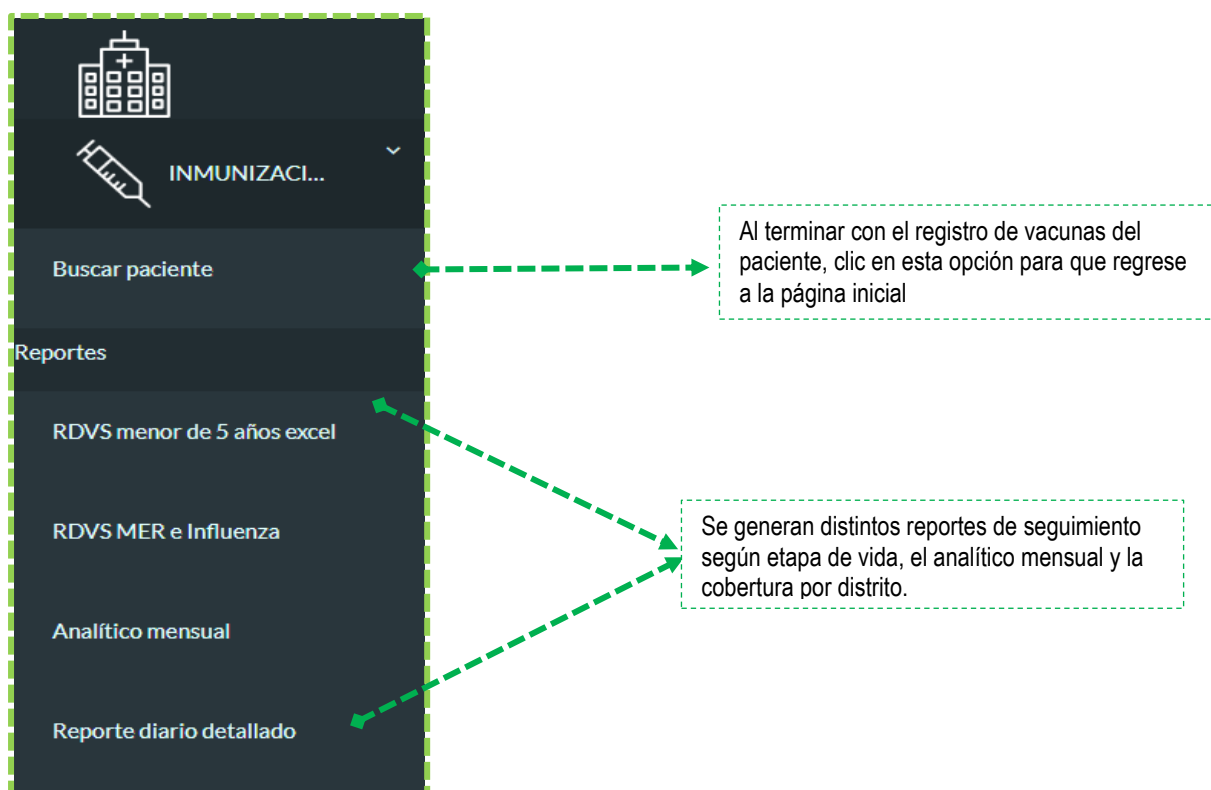 INMUNIZACI...
Buscar paciente
Al terminar con el registro de vacunas del
paciente, clic en esta opción para que regrese
a la página inicial
Reportes
RDVS menor de 5 años excel
RDVS MER e Influenza
Se generan distintos reportes de seguimiento
según etapa de vida, el analítico mensual y la
cobertura por distrito.
Analítico mensual
Reporte diario detallado